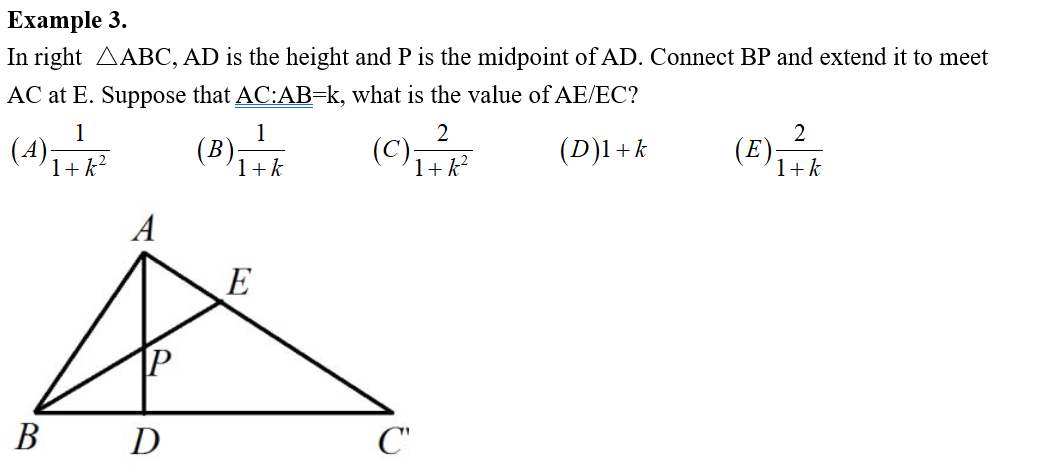 Example 3.
In right △ABC, AD is the height and P is the midpoint of AD. Connect BP and extend it to meet
AC at E. Suppose that AC:AB=k, what is the value of AE/EC?
(A) 1/(1+k²) (B) 1/(1+k) (C) 2/(1+k²) (D)1+k (E) 2/(1+k)
A
E
P
B D C'